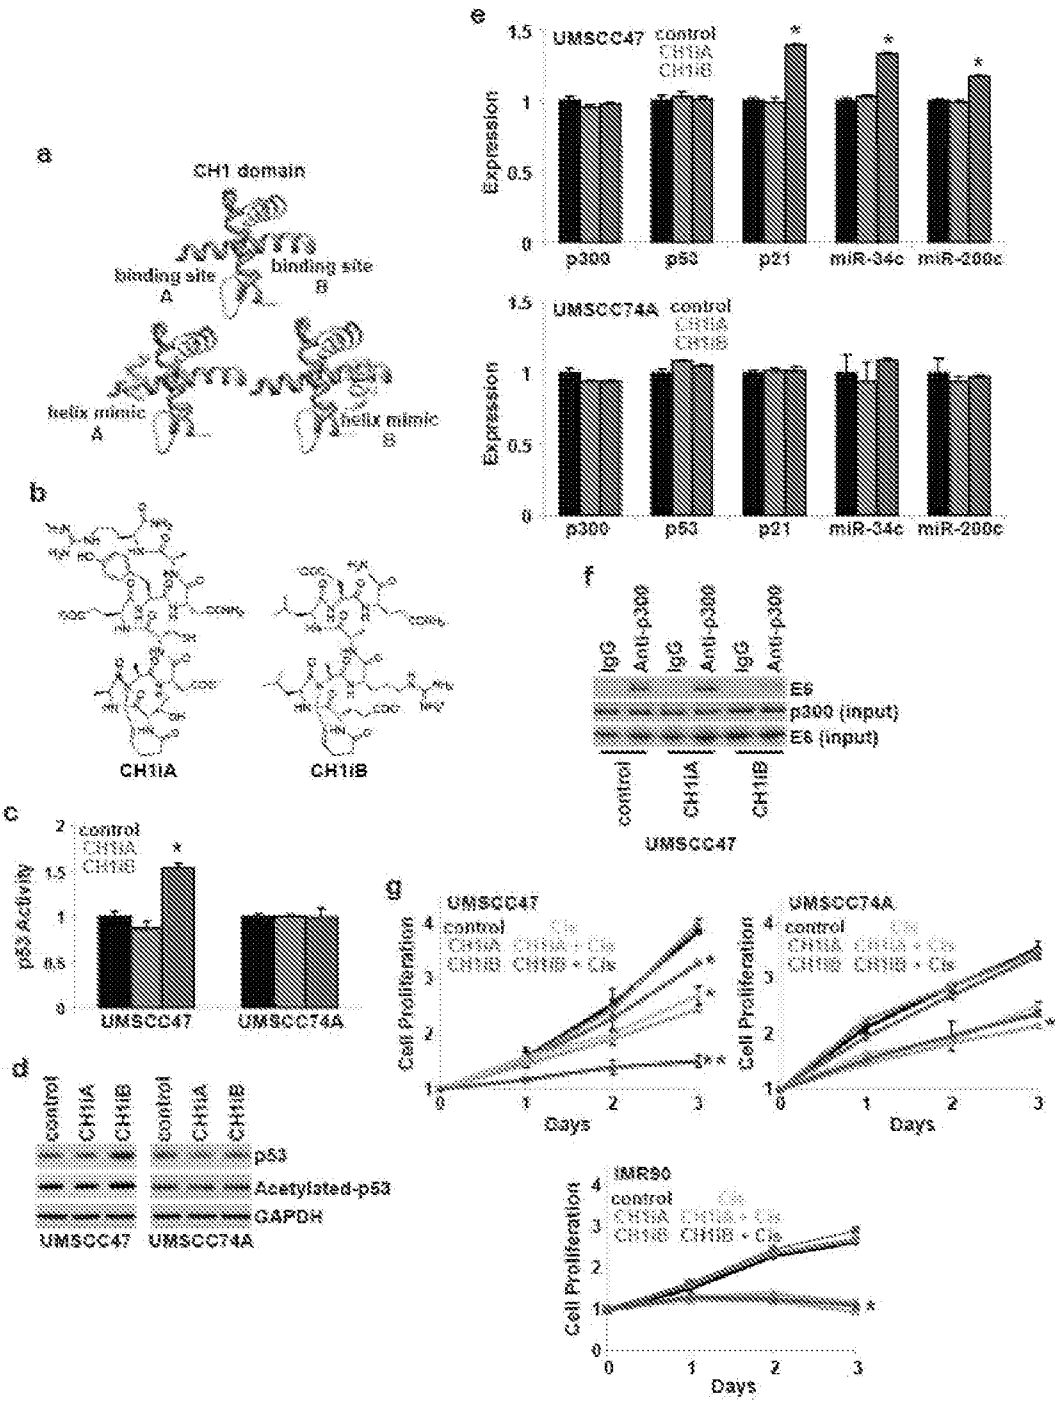 a
CH1 domain
binding site
A
binding site
B
helix mimic
A
helix mimic
B
b
CH1iA
CH1iB
c
p53 Activity
2
1.5
1
0.5
0
control
CH1iA
CH1iB
*
UMSCC47
UMSCC74A
d
control
CH1iA
CH1iB
control
CH1iA
CH1iB
p53
Acetylated-p53
GAPDH
UMSCC47
UMSCC74A
e
Expression
1.5
1
0.5
0
UMSCC47
control
CH1iA
CH1iB
*
*
*
p300
p53
p21
miR-34c
miR-200c
Expression
1.5
1
0.5
0
UMSCC74A
control
CH1iA
CH1iB
p300
p53
p21
miR-34c
miR-200c
f
IgG
Anti-p300
IgG
Anti-p300
IgG
Anti-p300
E6
p300 (input)
E6 (input)
control
CH1iA
CH1iB
UMSCC47
g
UMSCC47
Cell Proliferation
4
3
2
1
control Cis
CH1iA CH1iA + Cis
CH1iB CH1iB + Cis
*
*
**
0 1 2 3
Days
UMSCC74A
Cell Proliferation
4
3
2
1
control Cis
CH1iA CH1iA + Cis
CH1iB CH1iB + Cis
*
0 1 2 3
Days
IMR90
Cell Proliferation
4
3
2
1
0
control Cis
CH1iA CH1iA + Cis
CH1iB CH1iB + Cis
*
0 1 2 3
Days